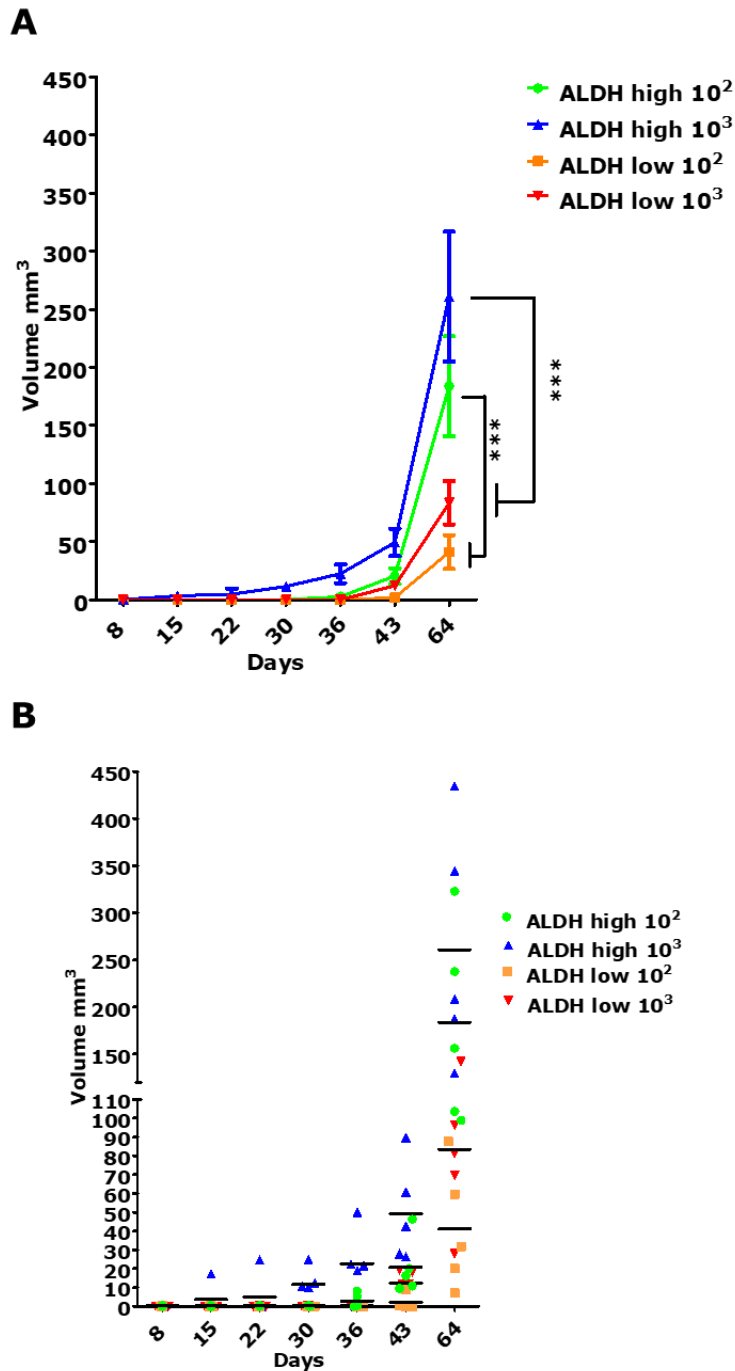 A
450
400
350
300
250
200
150
100
50
0
Volume mm³
8 15 22 30 36 43 64
Days
ALDH high 10²
ALDH high 10³
ALDH low 10²
ALDH low 10³
***
***
B
450
400
350
300
250
200
150
110
100
90
80
70
60
50
40
30
20
10
0
Volume mm³
8 15 22 30 36 43 64
Days
ALDH high 10²
ALDH high 10³
ALDH low 10²
ALDH low 10³